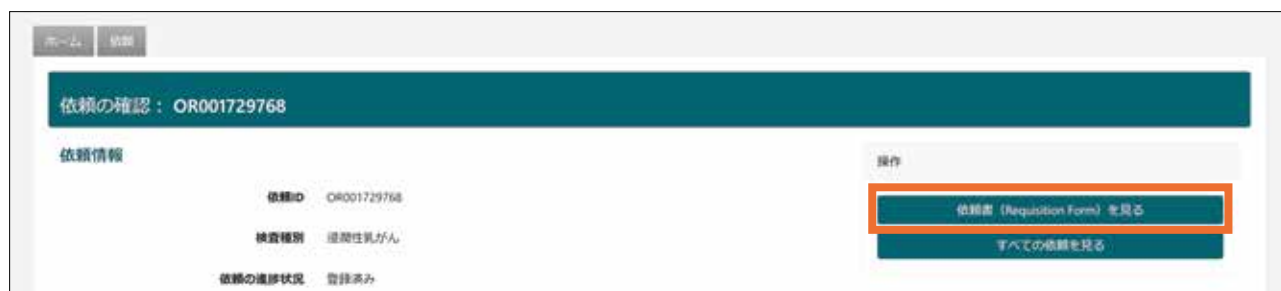 ホーム 依頼
依頼の確認： OR001729768
依頼情報
操作
依頼ID OR001729768
依頼書（Requisition Form）を見る
検査種別 浸潤性乳がん
すべての依頼を見る
依頼の進捗状況 登録済み